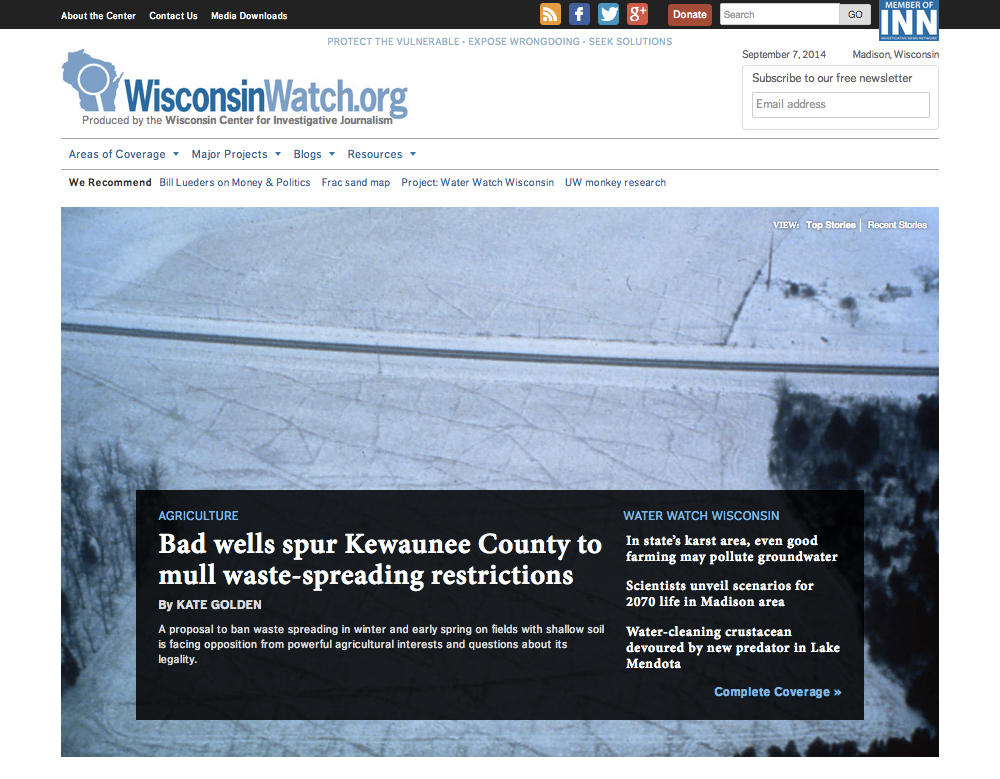 About the Center Contact Us Media Downloads
f g+ Donate Search GO
MEMBER OF
INN
INVESTIGATIVE NEWS NETWORK
PROTECT THE VULNERABLE • EXPOSE WRONGDOING • SEEK SOLUTIONS
September 7, 2014 Madison, Wisconsin
WisconsinWatch.org
Produced by the Wisconsin Center for Investigative Journalism
Subscribe to our free newsletter
Email address
Areas of Coverage Major Projects Blogs Resources
We Recommend Bill Lueders on Money & Politics Frac sand map Project: Water Watch Wisconsin UW monkey research
VIEW: Top Stories | Recent Stories
AGRICULTURE
Bad wells spur Kewaunee County to
mull waste-spreading restrictions
By KATE GOLDEN
A proposal to ban waste spreading in winter and early spring on fields with shallow soil
is facing opposition from powerful agricultural interests and questions about its
legality.
WATER WATCH WISCONSIN
In state's karst area, even good
farming may pollute groundwater
Scientists unveil scenarios for
2070 life in Madison area
Water-cleaning crustacean
devoured by new predator in Lake
Mendota
Complete Coverage »